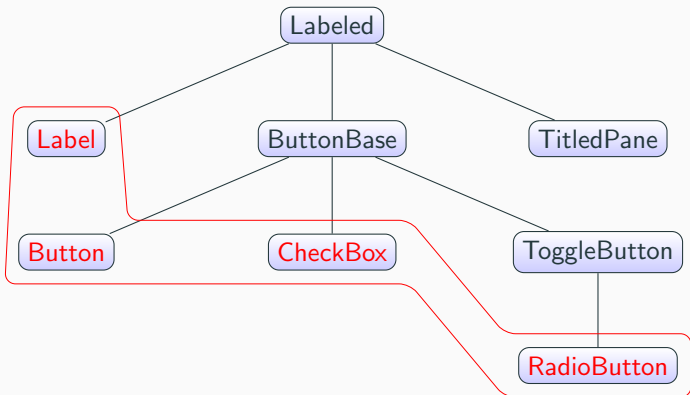 Labeled
Label
ButtonBase
TitledPane
Button
CheckBox
ToggleButton
RadioButton